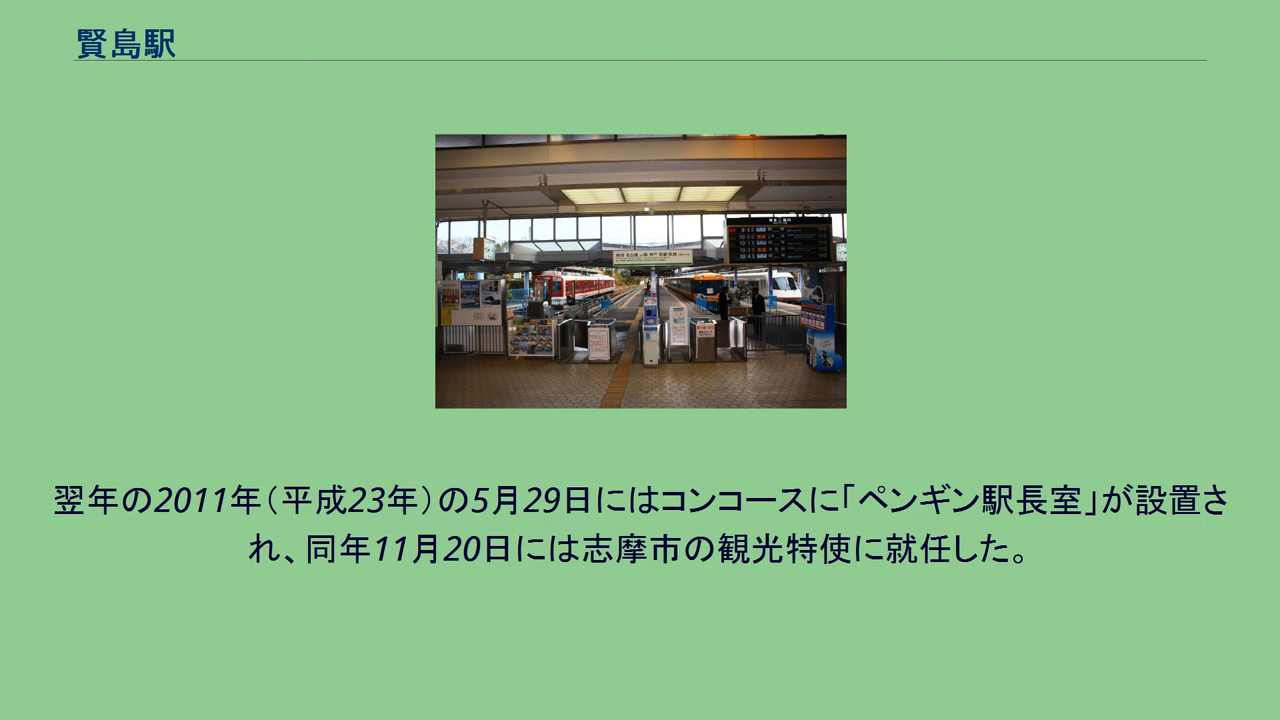 賢島駅
翌年の2011年（平成23年）の5月29日にはコンコースに「ペンギン駅長室」が設置さ
れ、同年11月20日には志摩市の観光特使に就任した。